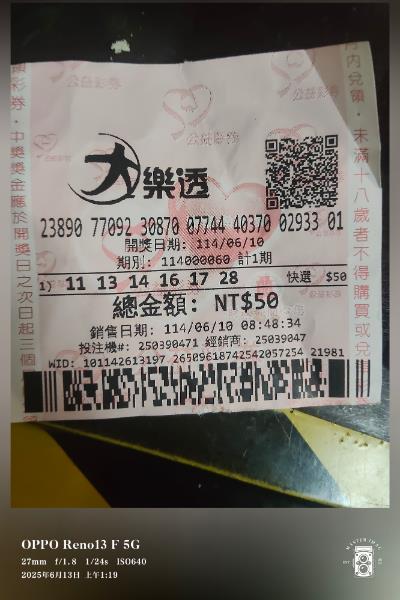 公益彩券
公益彩券
大樂透
23890 77092 30870 07744 40370 02933 01
開獎日期: 114/06/10
期別: 114000060 計1期
1) 11 13 14 16 17 28 快選 $50
總金額: NT$50
銷售日期: 114/06/10 08:48:34
投注機#: 250390471 經銷商: 25039047
WID: 101142613197 26509618742542057254 21981
彩券·中獎獎金應於開獎日之次日起三個
月內兌領·未滿十八歲者不得購買或兌
OPPO Reno13 F 5G
27mm f/1.8 1/24s ISO640
2025年6月13日 上午1:19